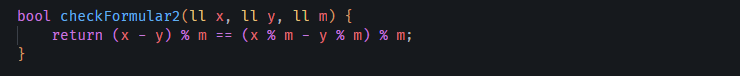 bool checkFormular2(ll x, ll y, ll m) {
    return (x - y) % m == (x % m - y % m) % m;
}